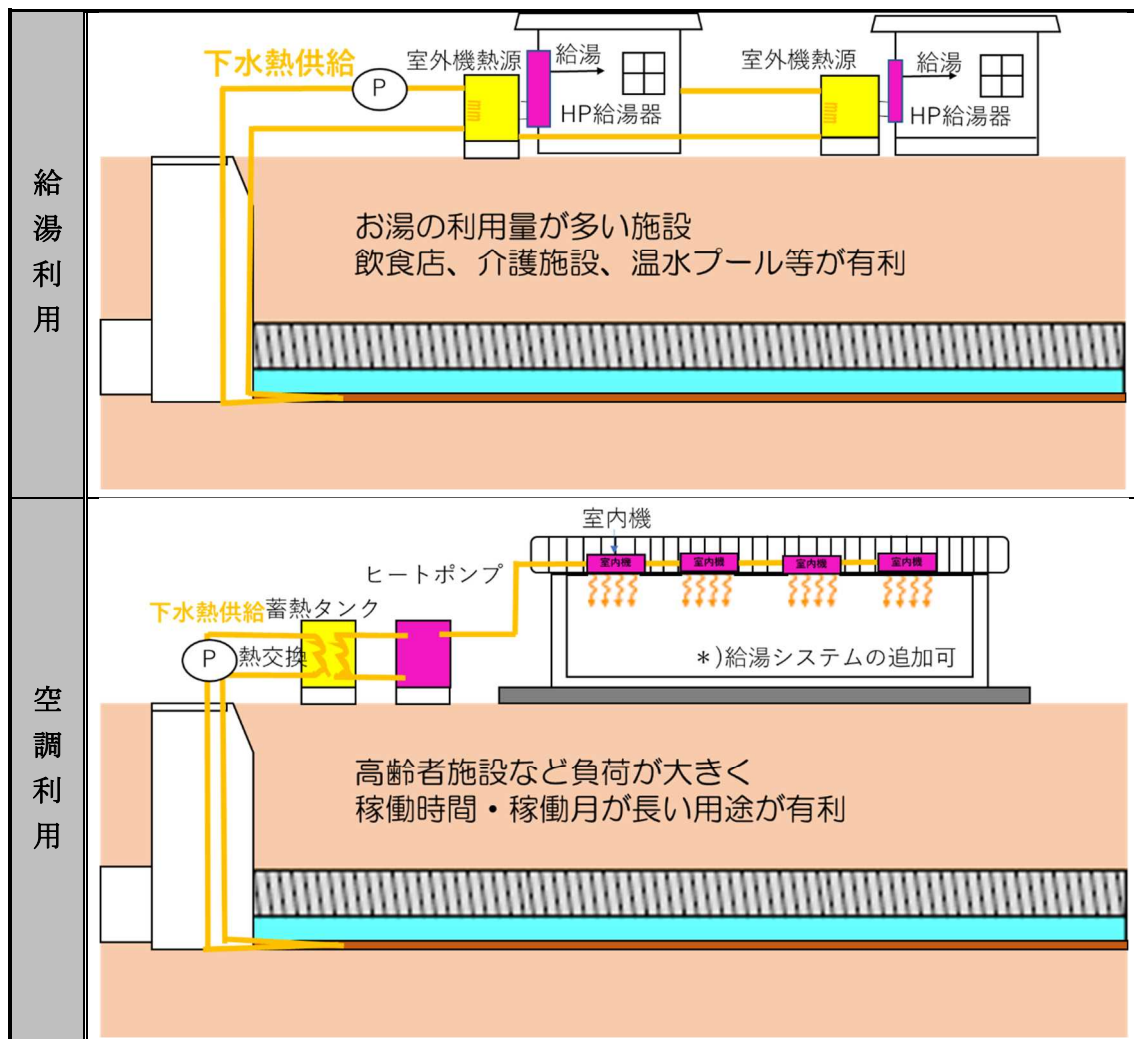 給湯利用
下水熱供給
P
室外機熱源
給湯
HP給湯器
室外機熱源
給湯
HP給湯器
お湯の利用量が多い施設
飲食店、介護施設、温水プール等が有利
空調利用
室内機
室内機
室内機
室内機
室内機
ヒートポンプ
下水熱供給
蓄熱タンク
P
熱交換
*)給湯システムの追加可
高齢者施設など負荷が大きく
稼働時間・稼働月が長い用途が有利